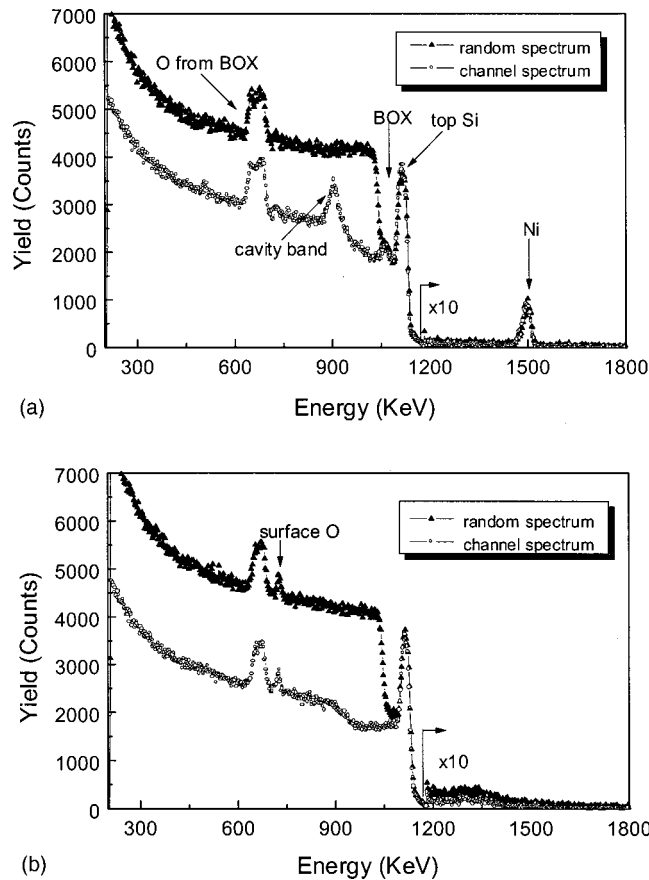 7000
6000
5000
4000
3000
2000
1000
0
Yield (Counts)
O from BOX
random spectrum
channel spectrum
BOX
top Si
cavity band
Ni
x10
300
600
900
1200
1500
1800
(a)
Energy (KeV)
7000
6000
5000
4000
3000
2000
1000
0
Yield (Counts)
surface O
random spectrum
channel spectrum
x10
300
600
900
1200
1500
1800
(b)
Energy (KeV)